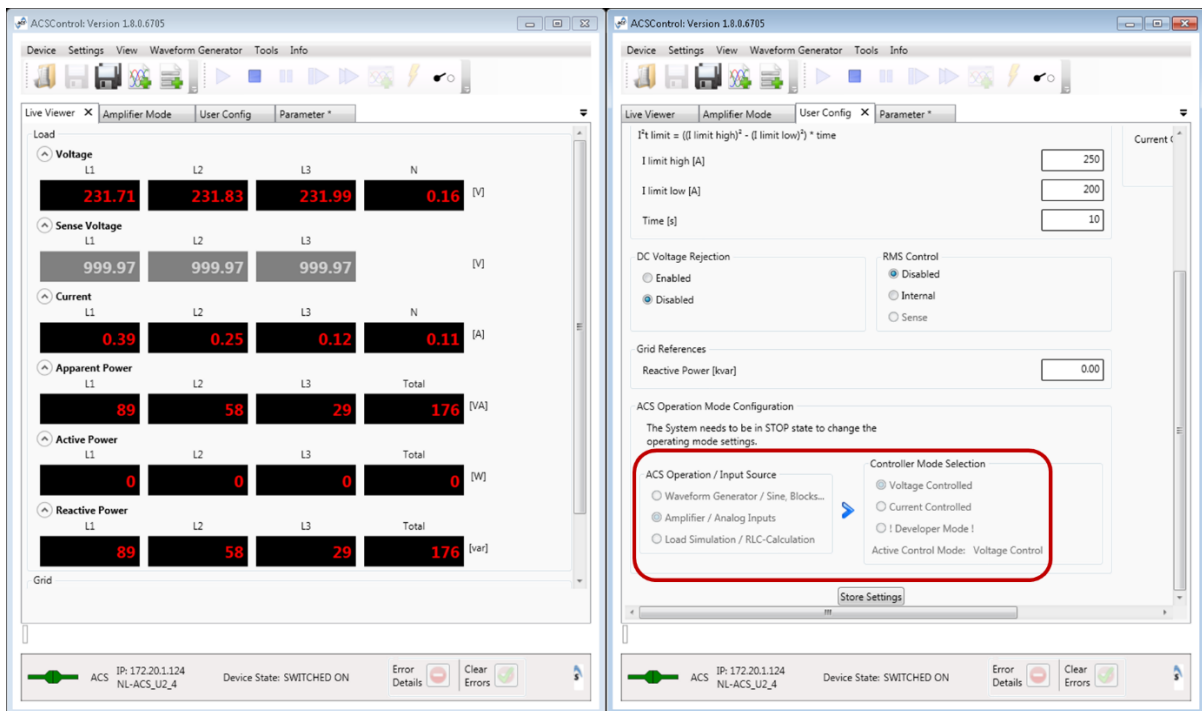 ACSControl: Version 1.8.0.6705
Device Settings View Waveform Generator Tools Info
Live Viewer X Amplifier Mode User Config Parameter *
Load
Voltage
L1 L2 L3 N
231.71 231.83 231.99 0.16 [V]
Sense Voltage
L1 L2 L3
999.97 999.97 999.97 [V]
Current
L1 L2 L3 N
0.39 0.25 0.12 0.11 [A]
Apparent Power
L1 L2 L3 Total
89 58 29 176 [VA]
Active Power
L1 L2 L3 Total
0 0 0 0 [W]
Reactive Power
L1 L2 L3 Total
89 58 29 176 [var]
Grid
ACS IP: 172.20.1.124 Device State: SWITCHED ON Error Clear
NL-ACS_U2_4 Details Errors
ACSControl: Version 1.8.0.6705
Device Settings View Waveform Generator Tools Info
Live Viewer Amplifier Mode User Config X Parameter *
I²t limit = ((I limit high)² - (I limit low)²) * time
Current
I limit high [A] 250
I limit low [A] 200
Time [s] 10
DC Voltage Rejection
Enabled
Disabled
RMS Control
Disabled
Internal
Sense
Grid References
Reactive Power [kvar] 0.00
ACS Operation Mode Configuration
The System needs to be in STOP state to change the
operating mode settings.
ACS Operation / Input Source
Waveform Generator / Sine, Blocks...
Amplifier / Analog Inputs
Load Simulation / RLC-Calculation
Controller Mode Selection
Voltage Controlled
Current Controlled
! Developer Mode !
Active Control Mode: Voltage Control
Store Settings
ACS IP: 172.20.1.124 Device State: SWITCHED ON Error Clear
NL-ACS_U2_4 Details Errors